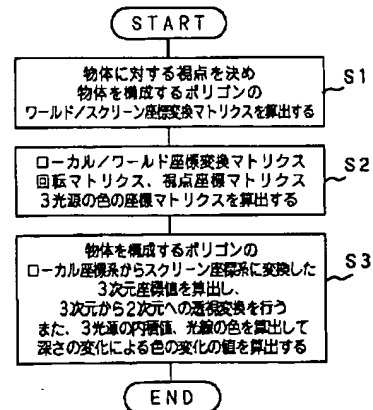 START
物体に対する視点を決め
物体を構成するポリゴンの
ワールド/スクリーン座標変換マトリクスを算出する
S1
ローカル/ワールド座標変換マトリクス
回転マトリクス、視点座標マトリクス
3光源の色の座標マトリクスを算出する
S2
物体を構成するポリゴンの
ローカル座標系からスクリーン座標系に変換した
3次元座標値を算出し、
3次元から2次元への透視変換を行う
また、3光源の内積値、光線の色を算出して
深さの変化による色の変化の値を算出する
S3
END